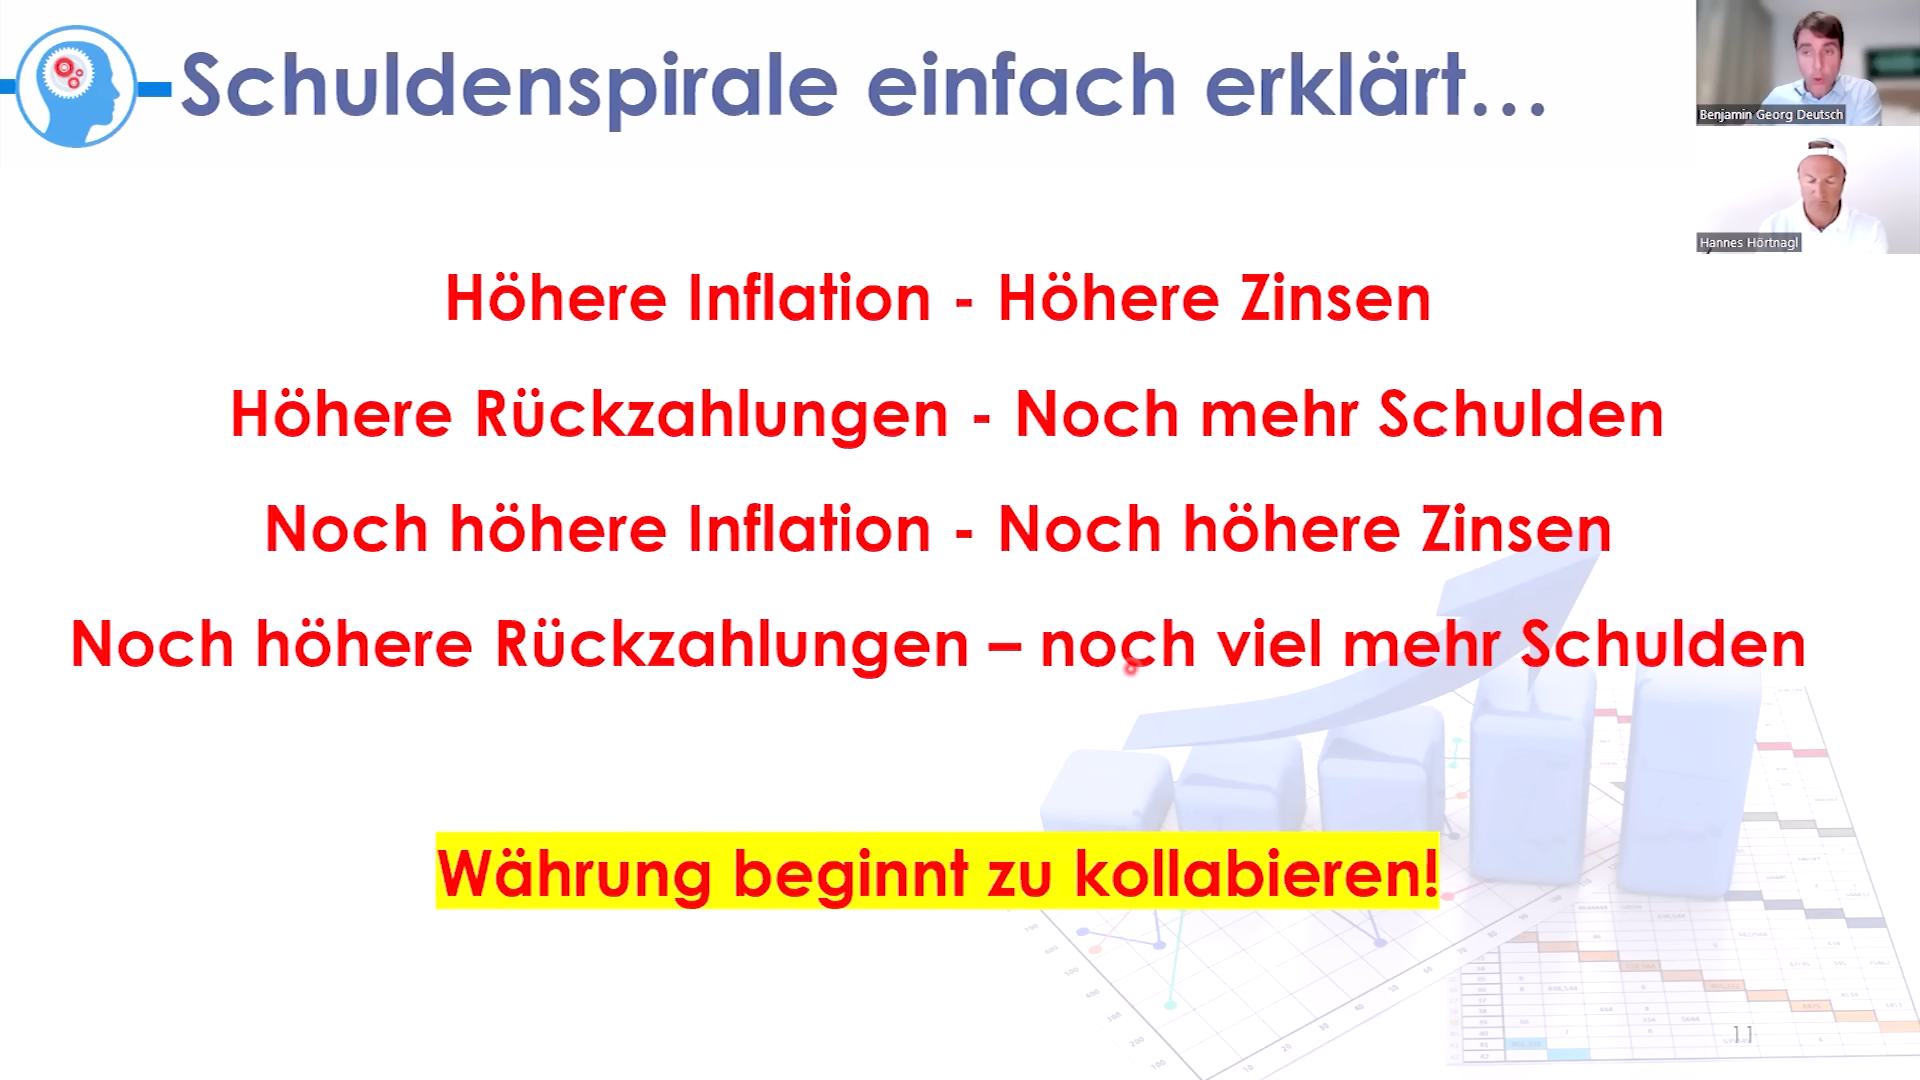 Schuldenspirale einfach erklärt...
Benjamin Georg Deutsch
Hannes Hörtnagl
Höhere Inflation - Höhere Zinsen
Höhere Rückzahlungen - Noch mehr Schulden
Noch höhere Inflation - Noch höhere Zinsen
Noch höhere Rückzahlungen – noch viel mehr Schulden
Währung beginnt zu kollabieren!
11